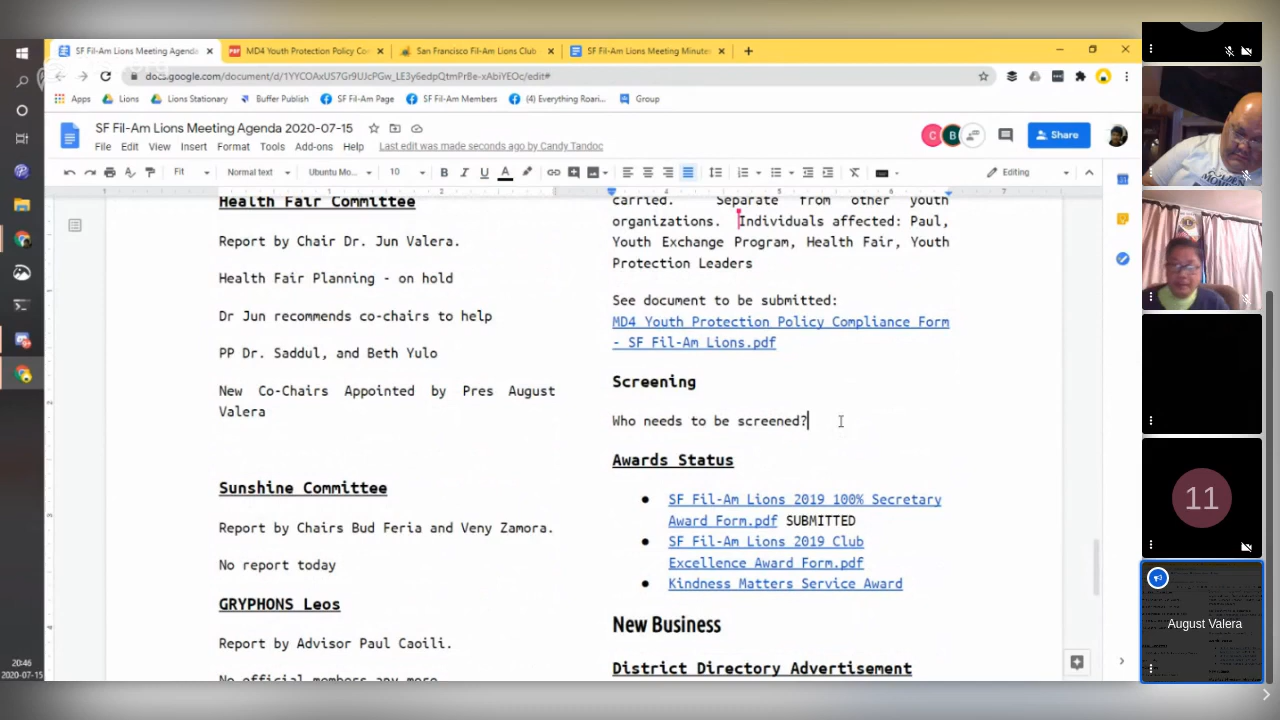 SF Fil-Am Lions Meeting Agenda
MD4 Youth Protection Policy Co
San Francisco Fil-Am Lions Club
SF Fil-Am Lions Meeting Minute
docs.google.com/document/d/
Apps
Lions
Lions Stationary
Buffer Publish
SF Fil-Am Page
SF Fil-Am Members
(4) Everything Roari...
Group
SF Fil-Am Lions Meeting Agenda 2020-07-15
C
B
Share
File Edit View Insert Format Tools Add-ons Help Last edit was made seconds ago by Candy Tandoc
Fit Normal text Ubuntu Mo... 10 B I U A Editing
Health Fair Committee
Report by Chair Dr. Jun Valera.
Health Fair Planning - on hold
Dr Jun recommends co-chairs to help
PP Dr. Saddul, and Beth Yulo
New Co-Chairs Appointed by Pres August
Valera
Sunshine Committee
Report by Chairs Bud Feria and Veny Zamora.
No report today
GRYPHONS Leos
Report by Advisor Paul Caoili.
No official members any more
carried. Separate from other youth
organizations. Individuals affected: Paul,
Youth Exchange Program, Health Fair, Youth
Protection Leaders
See document to be submitted:
MD4 Youth Protection Policy Compliance Form
- SF Fil-Am Lions.pdf
Screening
Who needs to be screened?
Awards Status
● SF Fil-Am Lions 2019 100% Secretary
Award Form.pdf SUBMITTED
● SF Fil-Am Lions 2019 Club
Excellence Award Form.pdf
● Kindness Matters Service Award
New Business
District Directory Advertisement
11
August Valera
20:46
2020-07-15